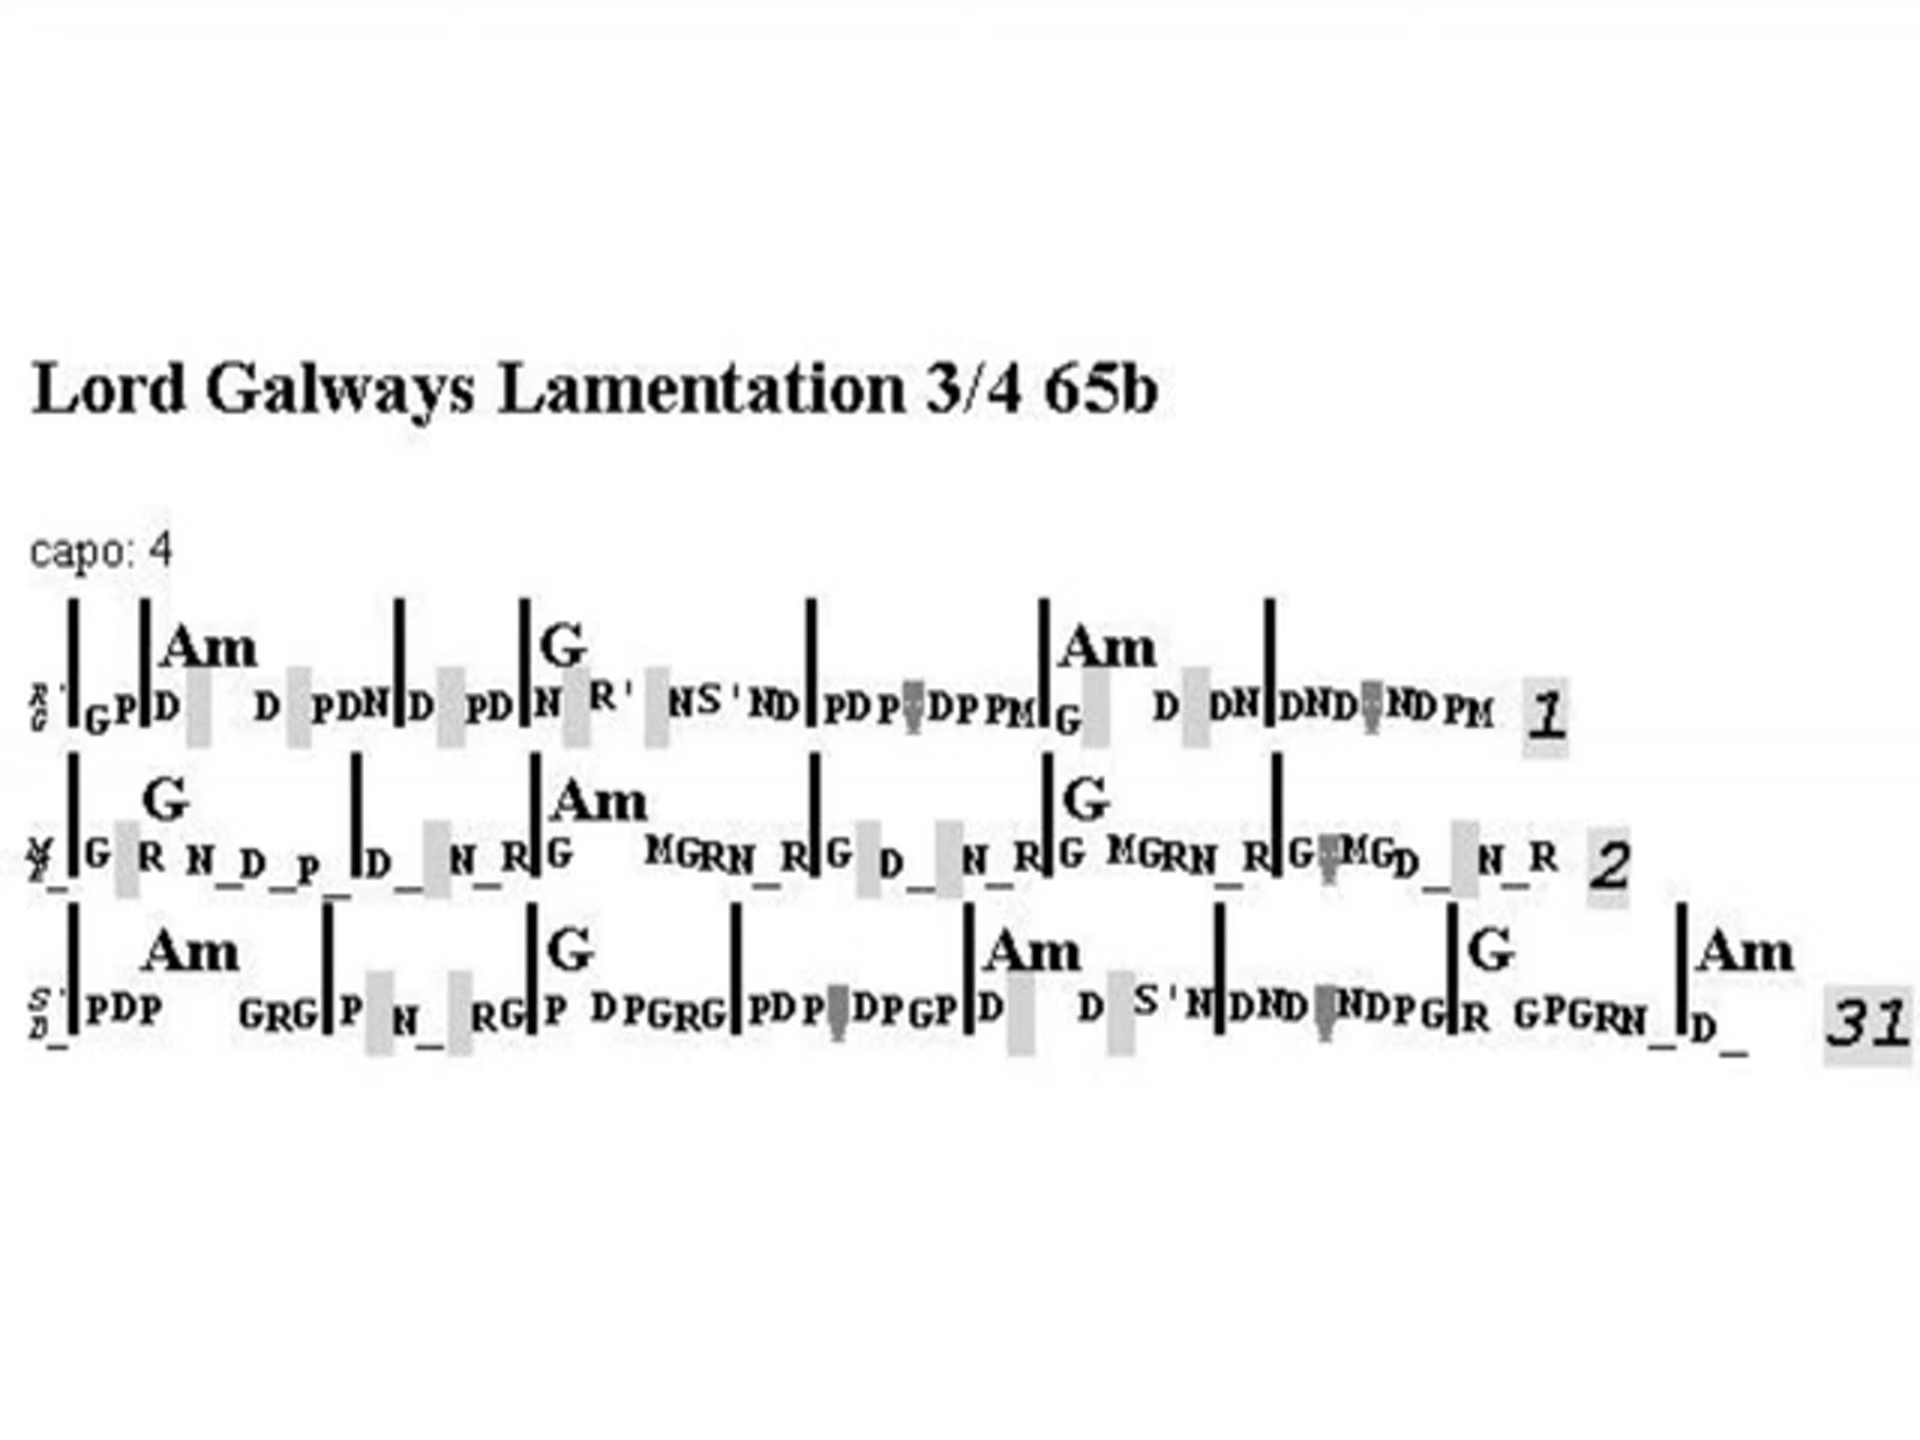 Lord Galways Lamentation 3/4 65b
capo: 4
Am G Am
R' G GP D D PDN D PD N R' NS'ND PDP DPPM G D DN DND NDPM 1
G Am G
G R N_D_P_ D_ N_R G MGRN_R G D_ N_R G MGRN_R G MGD_ N_R 2
Am G Am G Am
S' D_ PDP GRG P N_ RG P DPGRG PDP DPGP D D S'N DND NDPG R GPGRN_ D_ 31